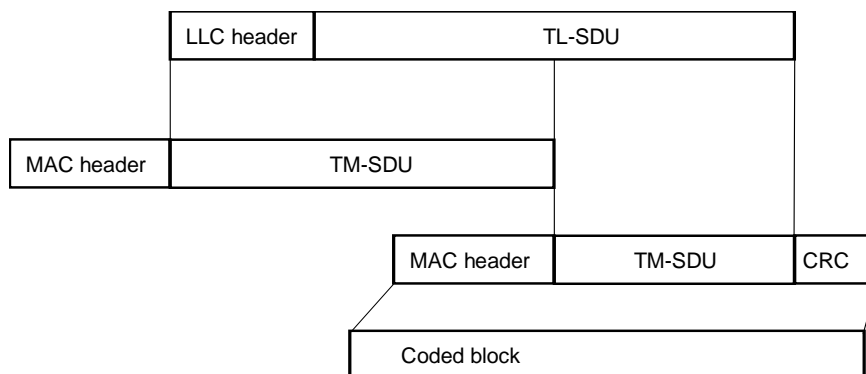 LLC header TL-SDU
MAC header TM-SDU
MAC header TM-SDU CRC
Coded block